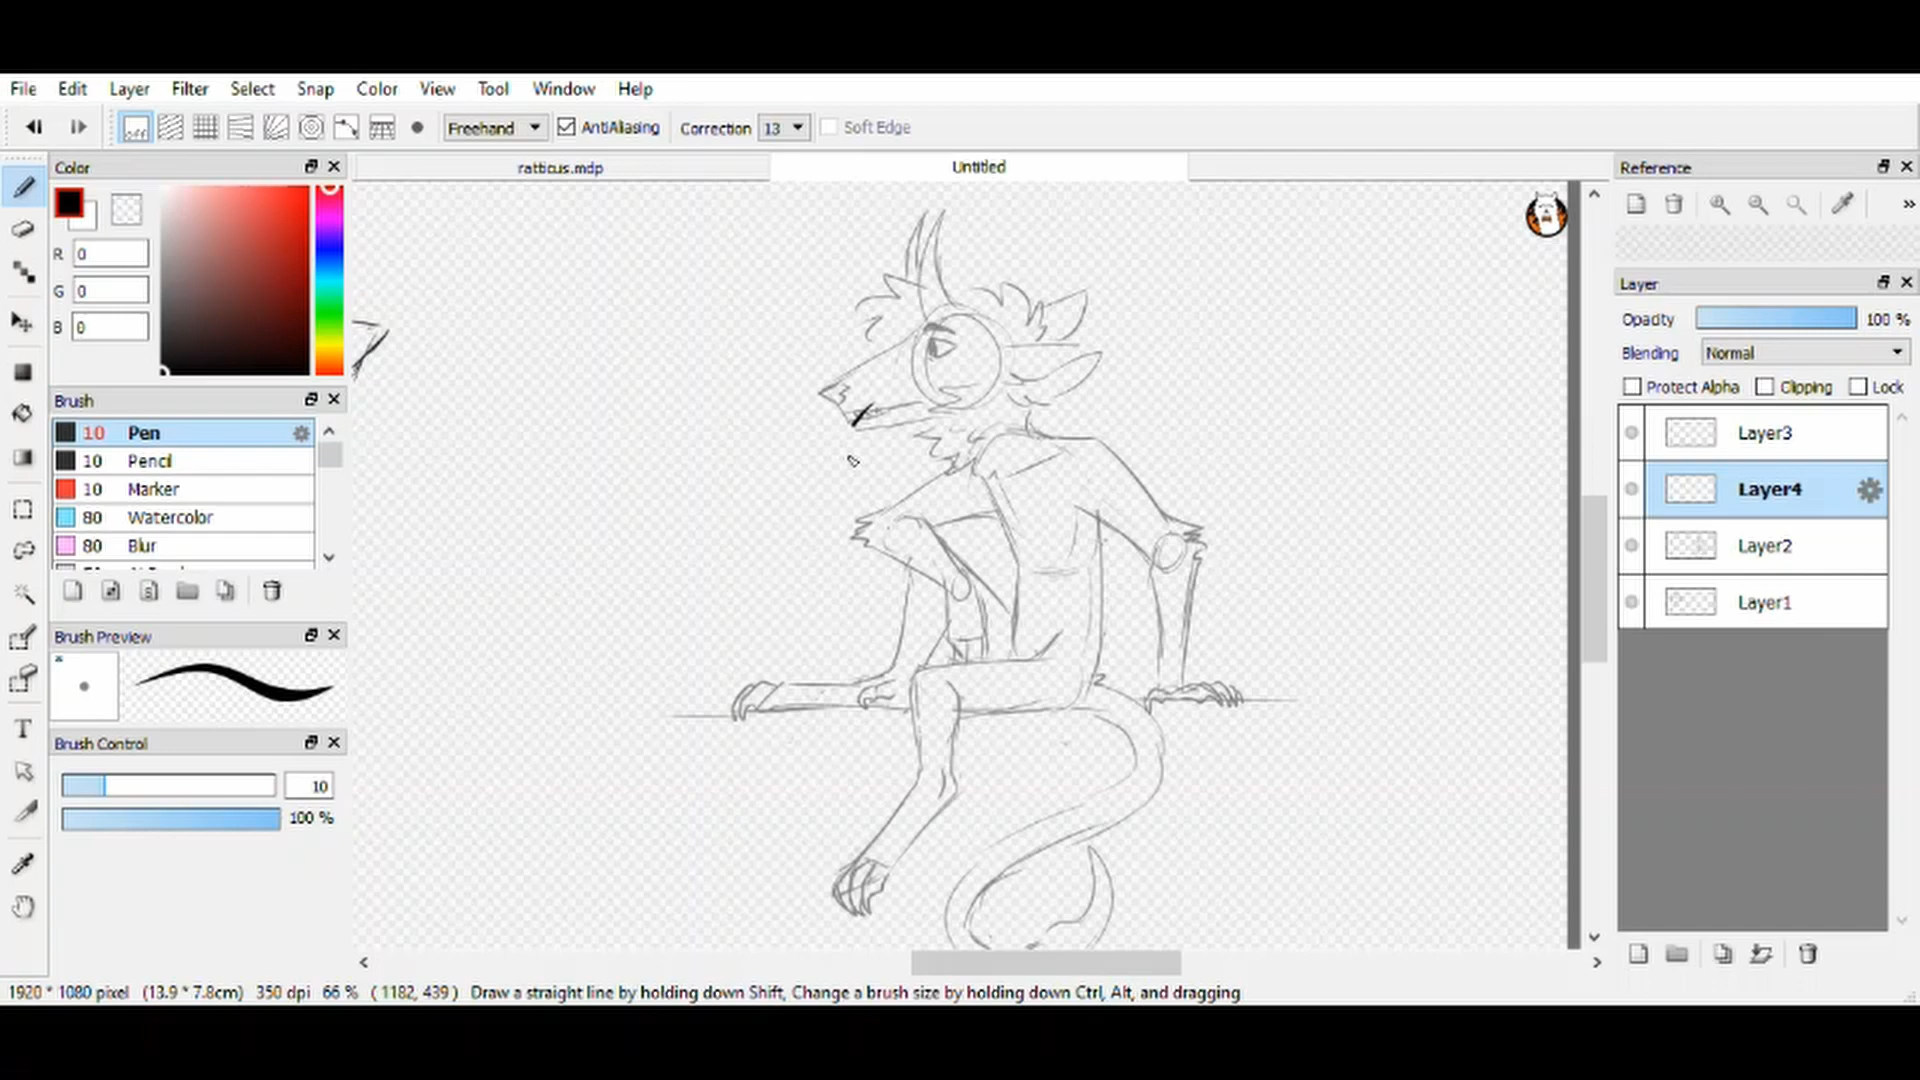 File Edit Layer Filter Select Snap Color View Tool Window Help
off Freehand AntiAliasing Correction 13 Soft Edge
Color
ratticus.mdp
Untitled
Reference
R 0
G 0
B 0
Layer
Opacity 100 %
Blending Normal
Protect Alpha Clipping Lock
Brush
10 Pen
10 Pencil
10 Marker
80 Watercolor
80 Blur
Layer3
Layer4
Layer2
Layer1
Brush Preview
Brush Control
10
100 %
T
1920 * 1080 pixel (13.9 * 7.8cm) 350 dpi 66 % ( 1182, 439 ) Draw a straight line by holding down Shift, Change a brush size by holding down Ctrl, Alt, and dragging